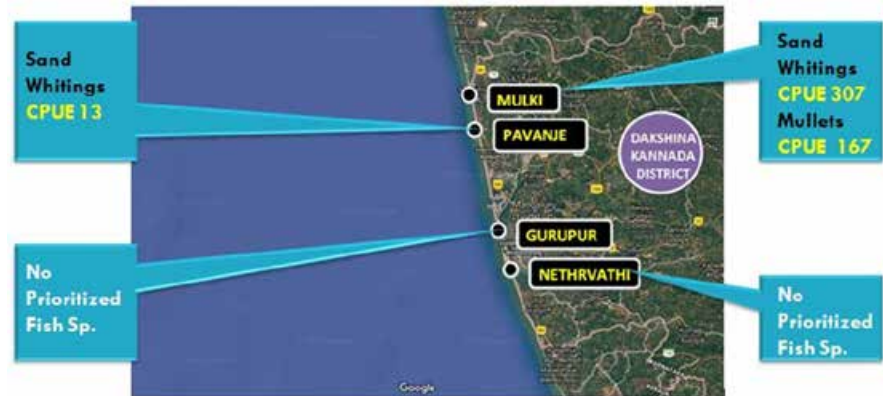 Sand
Whitings
CPUE 13
No
Prioritized
Fish Sp.
MULKI
PAVANJE
DAKSHINA
KANNADA
DISTRICT
GURUPUR
NETHRVATHI
Google
Sand
Whitings
CPUE 307
Mullets
CPUE 167
No
Prioritized
Fish Sp.